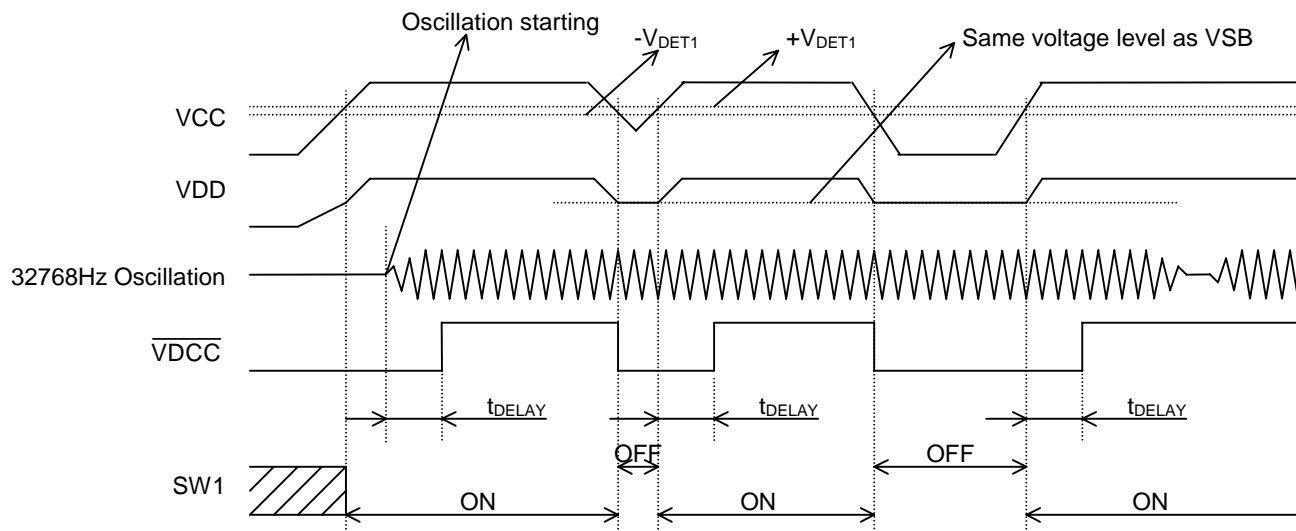 Oscillation starting
-VDET1
+VDET1
Same voltage level as VSB
VCC
VDD
32768Hz Oscillation
VDCC
tDELAY
tDELAY
tDELAY
OFF
OFF
SW1
ON
ON
ON